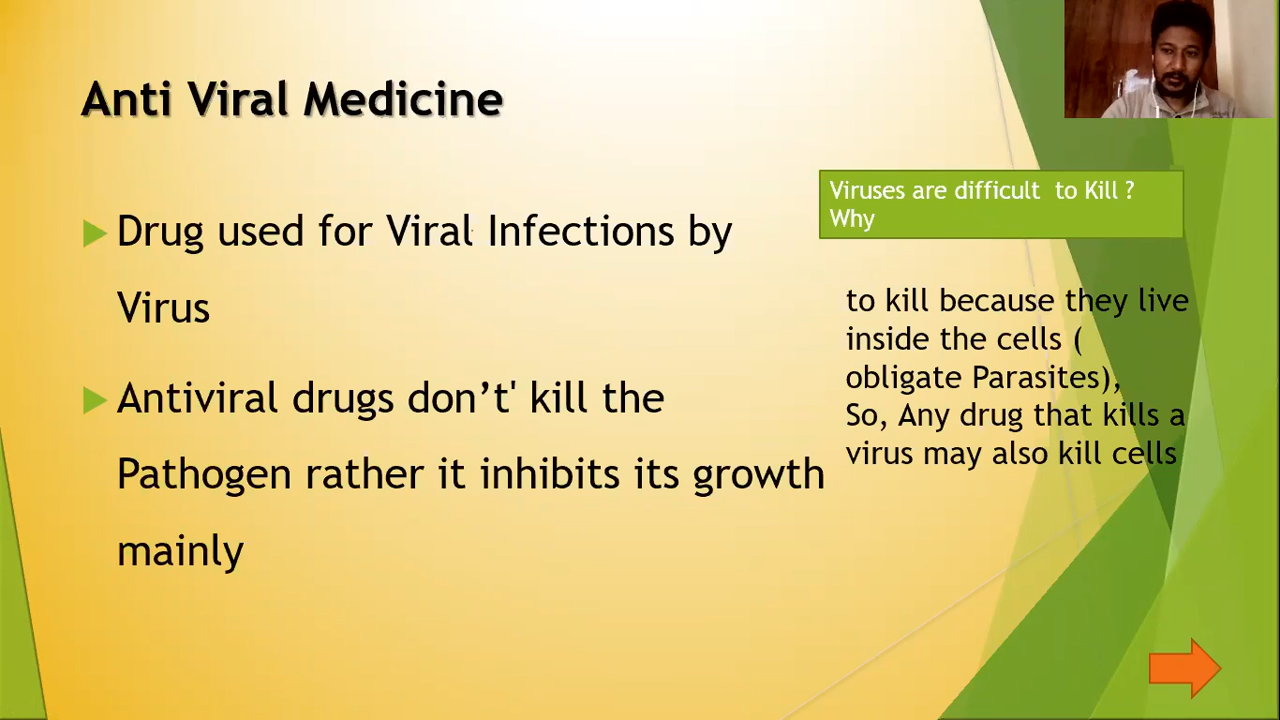 Anti Viral Medicine
Drug used for Viral Infections by
Virus
Antiviral drugs don’t' kill the
Pathogen rather it inhibits its growth
mainly
Viruses are difficult to Kill ?
Why
to kill because they live
inside the cells (
obligate Parasites),
So, Any drug that kills a
virus may also kill cells